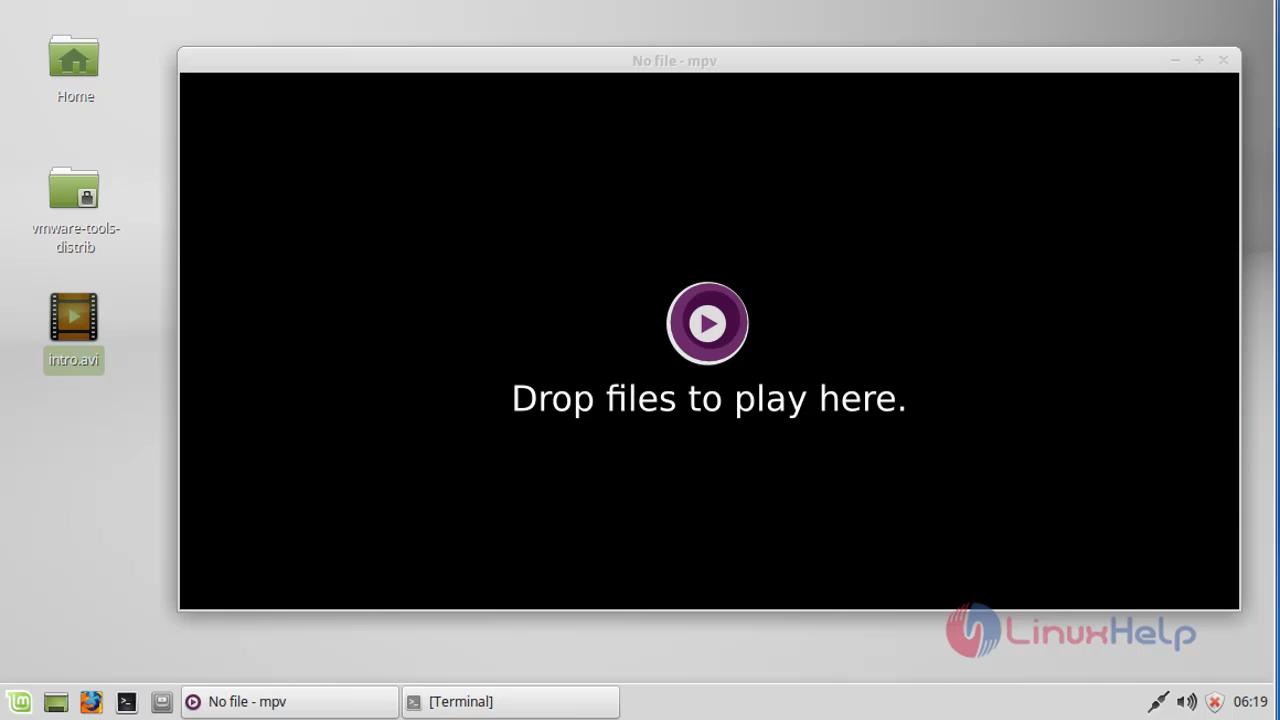 No file - mpv
Home
vmware-tools-
distrib
intro.avi
Drop files to play here.
LinuxHelp
No file - mpv
[Terminal]
06:19